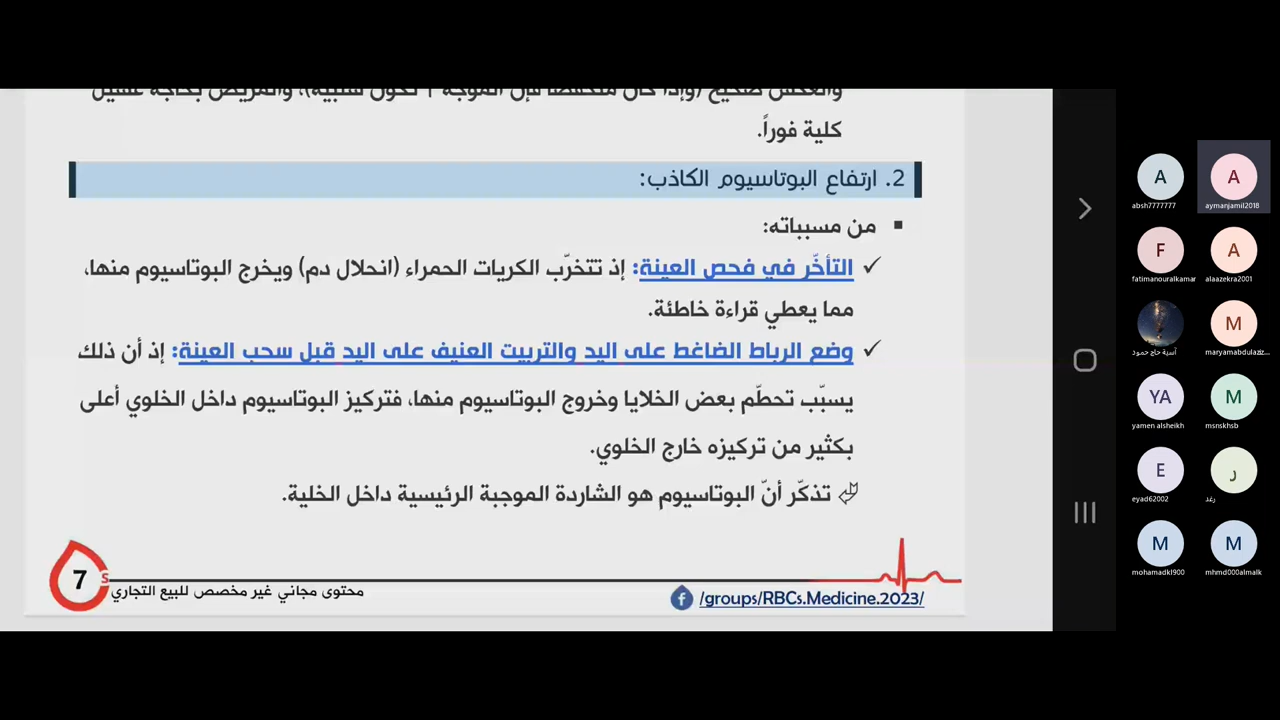 كلية فوراً.
2. ارتفاع البوتاسيوم الكاذب:
▪ من مسبباته:
✓ التأخّر في فحص العينة: إذ تتخرّب الكريات الحمراء (انحلال دم) ويخرج البوتاسيوم منها،
مما يعطي قراءة خاطئة.
✓ وضع الرباط الضاغط على اليد والتربيت العنيف على اليد قبل سحب العينة: إذ أن ذلك
يسبّب تحطّم بعض الخلايا وخروج البوتاسيوم منها، فتركيز البوتاسيوم داخل الخلوي أعلى
بكثير من تركيزه خارج الخلوي.
تذكّر أنّ البوتاسيوم هو الشاردة الموجبة الرئيسية داخل الخلية.
/groups/RBCs.Medicine.2023/
محتوى مجاني غير مخصص للبيع التجاري
7
A
absh7777777
A
aymanjamil2018
F
fatimanouralkamar
A
alaazekra2001
آسية حاج حمود
M
maryamabdulaziz...
YA
yamen alsheikh
M
msnskhsb
E
eyad62002
ر
رغد
M
mohamadkl900
M
mhmd000almalk